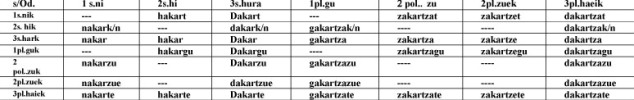 s/Od. 1 s.ni 2s.hi 3s.hura 1pl.gu 2 pol.. zu 2pl.zuek 3pl.haeik
1s.nik --- hakart Dakart --- zakartzat zakartzet dakartzat
2s. hik nakark/n --- dakark/n gakartzak/n ---- ---- dakartzak/n
3s.hark nakar hakar Dakar gakartza zakartza zakartze dakartza
1pl.guk --- hakargu Dakargu ---- zakartzagu zakartzegu dakartzagu
2 nakarzu --- Dakarzu gakartzazu ---- ---- dakartzazu
pol.zuk
2pl.zuek nakarzue --- dakartzue gakartzazue ---- ---- dakartzazue
3pl.haiek nakarte hakarte Dakarte gakartzate zakartzate zakartzete dakartzate